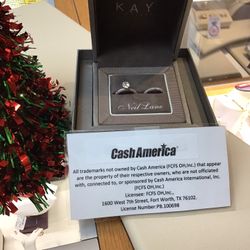 KAY
Neil Lane
CashAmerica
All trademarks not owned by Cash America (FCFS OH,Inc.) that appear
are the property of their respective owners, who are not affiliated
with, connected to, or sponsored by Cash America International, Inc.
(FCFS OH,Inc.).
Licensee: FCFS OH,Inc.,
1600 West 7th Street, Fort Worth, TX 76102.
License Number:PB.100698